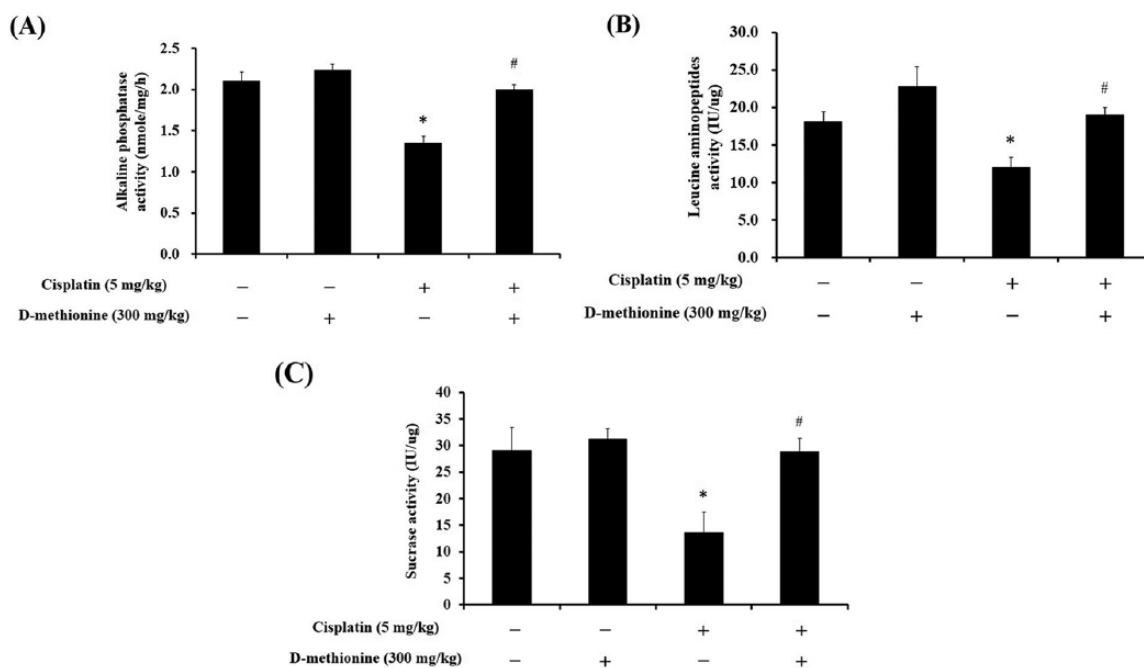 (A)
Alkaline phosphatase
activity (nmole/mg/h)
2.5
2.0
1.5
1.0
0.5
0.0
*
#
Cisplatin (5 mg/kg) − − + +
D-methionine (300 mg/kg) − + − +
(B)
Leucine aminopeptides
activity (IU/ug)
30.0
25.0
20.0
15.0
10.0
5.0
0.0
*
#
Cisplatin (5 mg/kg) − − + +
D-methionine (300 mg/kg) − + − +
(C)
Sucrase activity (IU/ug)
40
35
30
25
20
15
10
5
0
*
#
Cisplatin (5 mg/kg) − − + +
D-methionine (300 mg/kg) − + − +